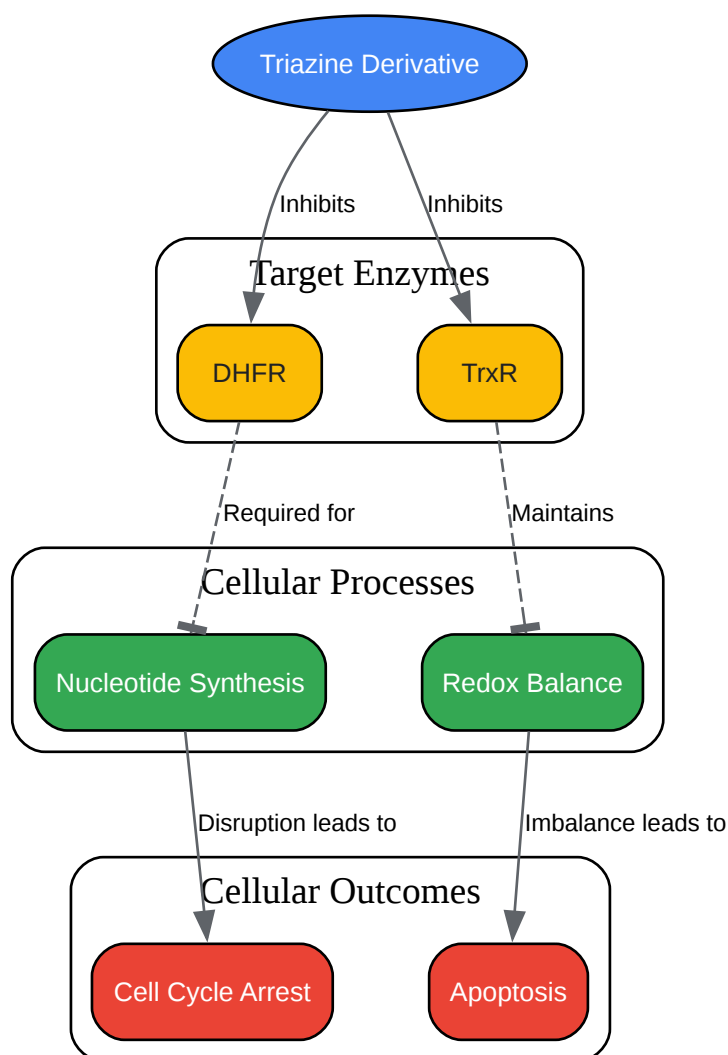 Triazine Derivative
Inhibits
Inhibits
Target Enzymes
DHFR
TrxR
Required for
Maintains
Cellular Processes
Nucleotide Synthesis
Redox Balance
Disruption leads to
Imbalance leads to
Cellular Outcomes
Cell Cycle Arrest
Apoptosis